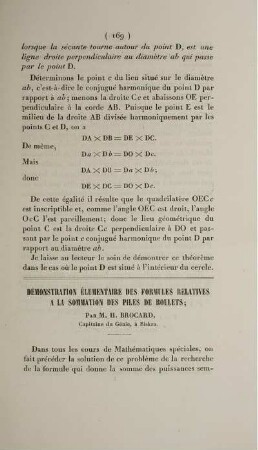 ( 169 )
lorsque la sécante tourne autour du point D, est une
ligne droite perpendiculaire au diamètre ab qui passe
par le point D.
Déterminons le point c du lieu situé sur le diamètre
ab, c'est-à-dire le conjugué harmonique du point D par
rapport à ab; menons la droite Cc et abaissons OE per-
pendiculaire à la corde AB. Puisque le point E est
le milieu de la droite AB divisée harmoniquement par les
points C et D, on a
DA × DB = DE × DC.
De même,
Da × Db = DO × Dc.
Mais
DA × DB = Da × Db;
donc
DE × DC = DO × Dc.
De cette égalité il résulte que le quadrilatère OECc
est inscriptible et, comme l'angle OEC est droit, l'angle
OcC l'est pareillement; donc le lieu géométrique du
point C est la droite Cc perpendiculaire à DO et pas-
sant par le point c conjugué harmonique du point D par
rapport au diamètre ab.
Je laisse au lecteur le soin de démontrer ce théorème
dans le cas où le point D est situé à l'intérieur du cercle.
DÉMONSTRATION ÉLÉMENTAIRE DES FORMULES RELATIVES
A LA SOMMATION DES PILES DE BOULETS;
PAR M. H. BROCARD,
Capitaine du Génie, à Biskra.
Dans tous les cours de Mathématiques spéciales, on
fait précéder la solution de ce problème de la recherche
de la formule qui donne la somme des puissances sem-